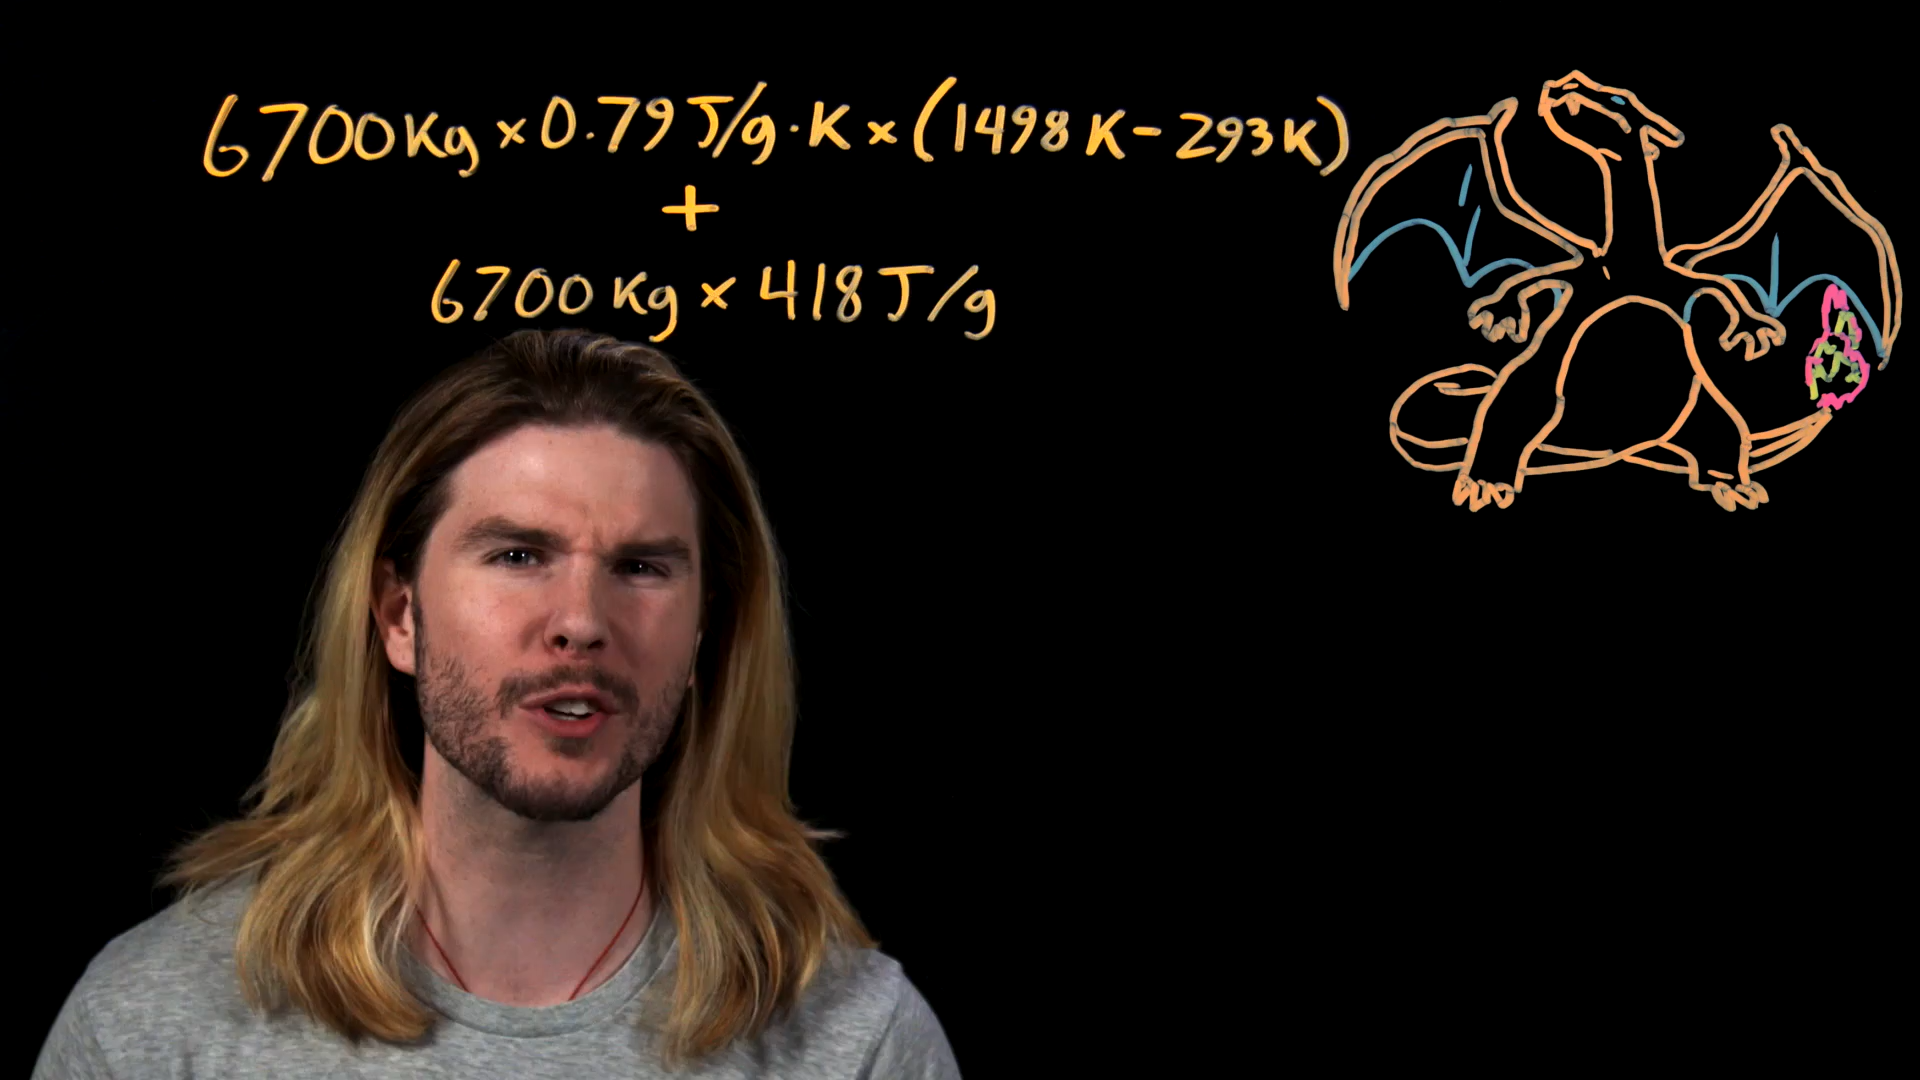 6700Kg × 0.79 J/g·K × (1498 K - 293K)
+
6700 Kg × 418 J/g